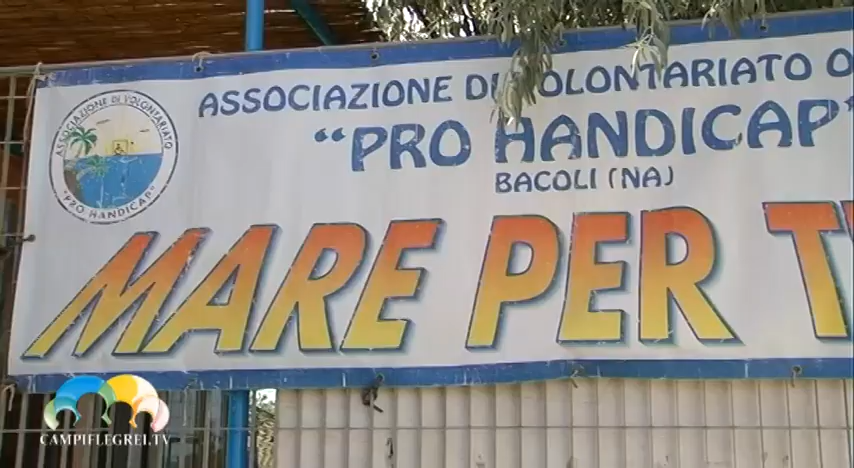 ASSOCIAZIONE DI VOLONTARIATO
"PRO HANDICAP"
BACOLI (NA)
MARE PER
ASSOCIAZIONE DI VOLONTARIATO
"PRO HANDICAP"
CAMPIFLEGREI.TV